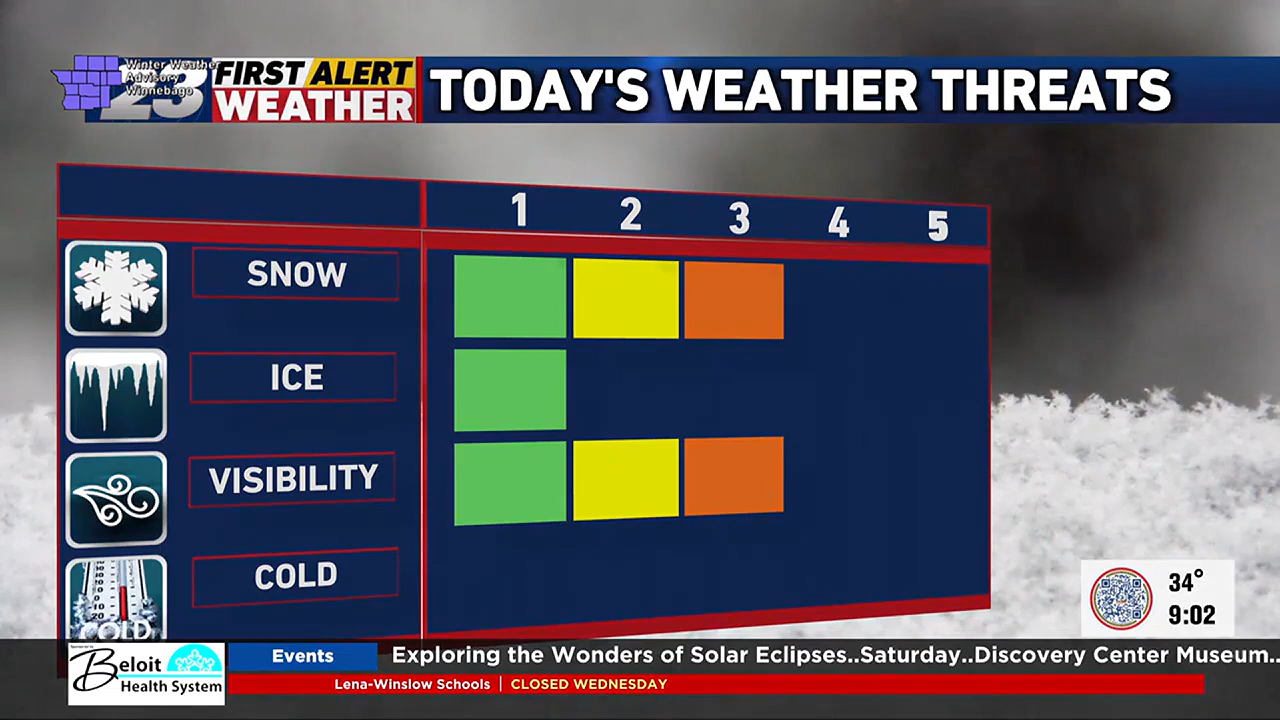 Winter Weather
Advisory
Winnebago
23
FIRST ALERT
WEATHER
TODAY'S WEATHER THREATS
1 2 3 4 5
SNOW
ICE
VISIBILITY
COLD
COLD
34°
9:02
Beloit
Health System
Events
Exploring the Wonders of Solar Eclipses..Saturday..Discovery Center Museum..
Lena-Winslow Schools | CLOSED WEDNESDAY